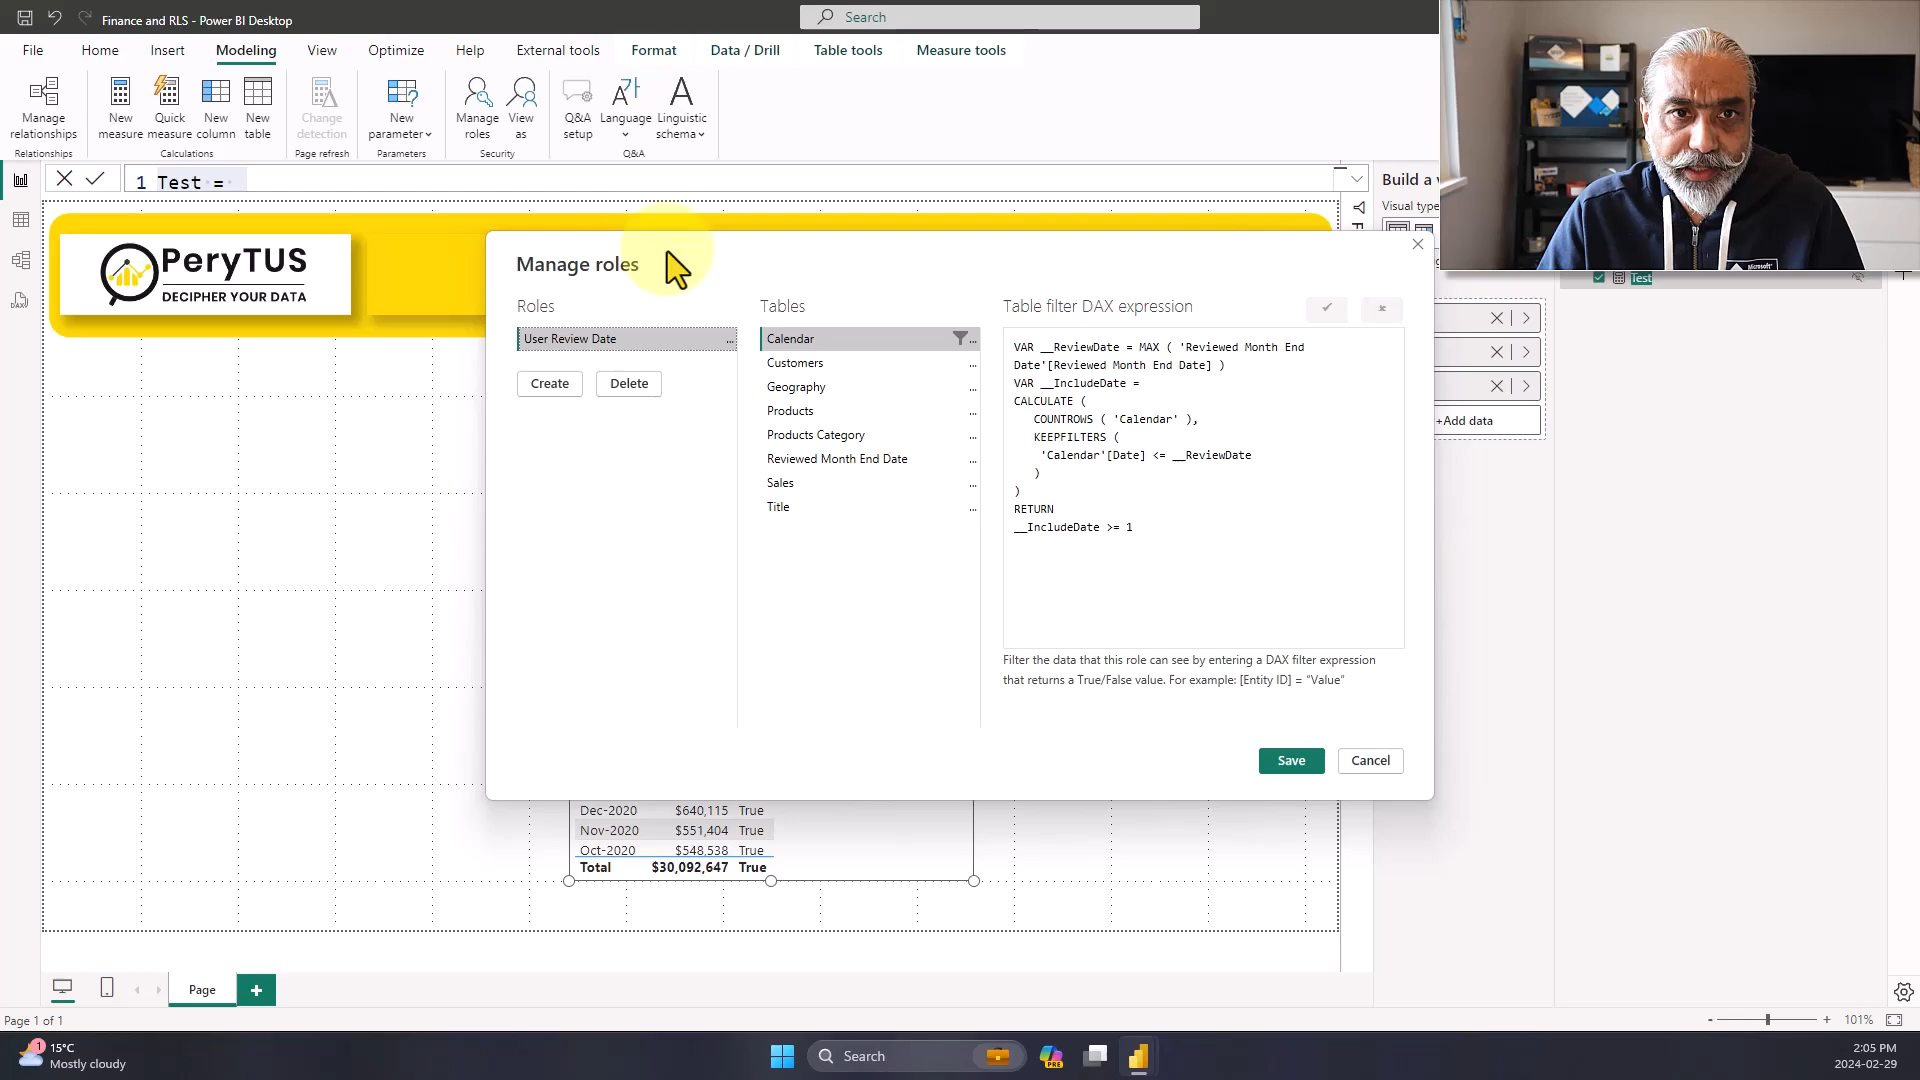 Finance and RLS - Power BI Desktop
Search
File
Home
Insert
Modeling
View
Optimize
Help
External tools
Format
Data / Drill
Table tools
Measure tools
Manage relationships
New measure
Quick measure
New column
New table
Change detection
New parameter
Manage roles
View as
Q&A setup
Language
Linguistic schema
Relationships
Calculations
Page refresh
Parameters
Security
Q&A
1 Test =
Build a v
Visual type
PeryTUS
DECIPHER YOUR DATA
Manage roles
Roles
Tables
Table filter DAX expression
User Review Date
...
Create
Delete
Calendar
...
Customers
...
Geography
...
Products
...
Products Category
...
Reviewed Month End Date
...
Sales
...
Title
...
VAR __ReviewDate = MAX ( 'Reviewed Month End
Date'[Reviewed Month End Date] )
VAR __IncludeDate =
CALCULATE (
COUNTROWS ( 'Calendar' ),
KEEPFILTERS (
'Calendar'[Date] <= __ReviewDate
)
)
RETURN
__IncludeDate >= 1
Filter the data that this role can see by entering a DAX filter expression
that returns a True/False value. For example: [Entity ID] = "Value"
Save
Cancel
Test
+Add data
Dec-2020 $640,115 True
Nov-2020 $551,404 True
Oct-2020 $548,538 True
Total $30,092,647 True
Microsoft
Page
Page 1 of 1
- + 101%
1
15°C
Mostly cloudy
Search
PRE
2:05 PM
2024-02-29